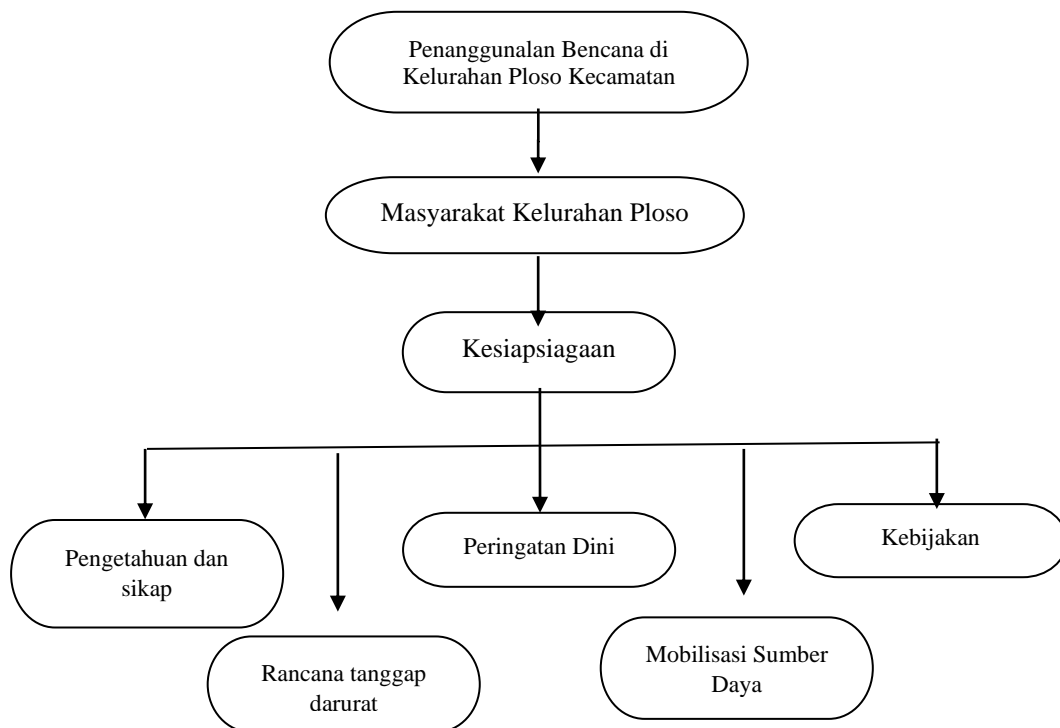 Penanggunalan Bencana di
Kelurahan Ploso Kecamatan
Masyarakat Kelurahan Ploso
Kesiapsiagaan
Pengetahuan dan
sikap
Rancana tanggap
darurat
Peringatan Dini
Mobilisasi Sumber
Daya
Kebijakan